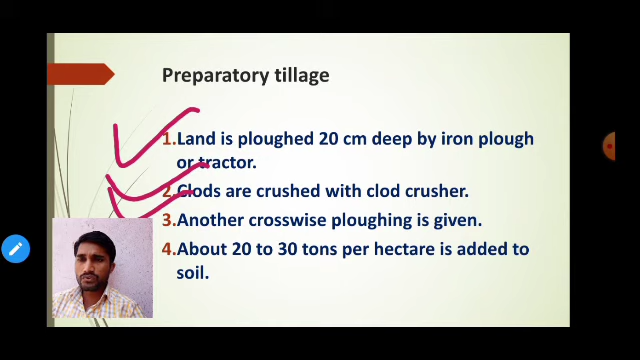 Preparatory tillage
1.Land is ploughed 20 cm deep by iron plough
or tractor.
2.Clods are crushed with clod crusher.
3.Another crosswise ploughing is given.
4.About 20 to 30 tons per hectare is added to
soil.